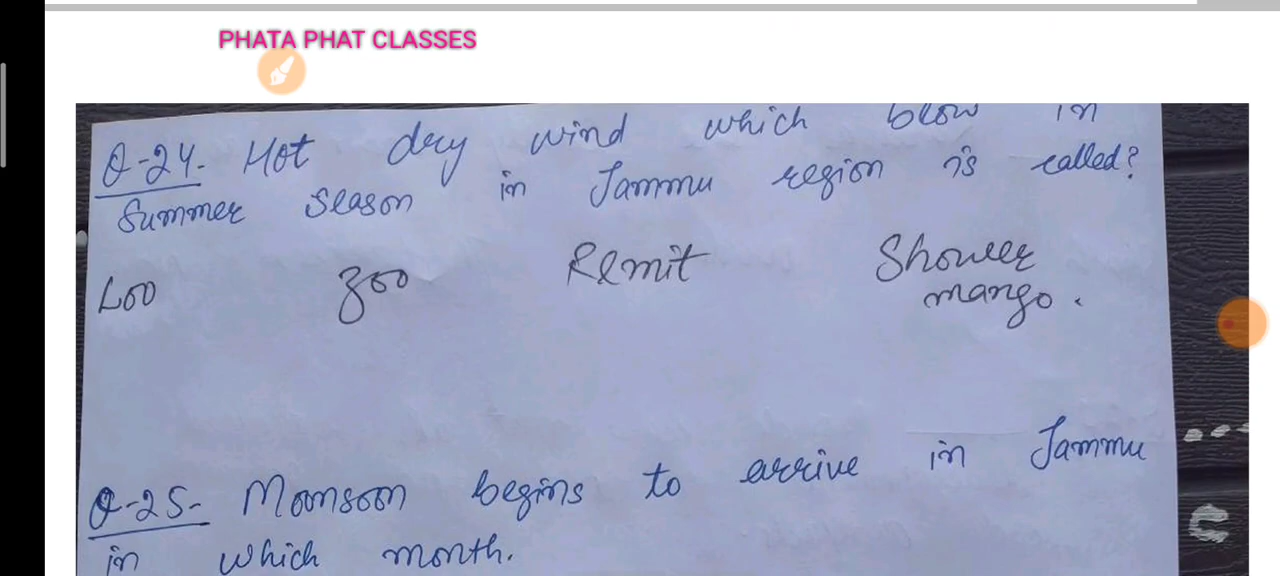 PHATA PHAT CLASSES
Q-24. Hot dry wind which blow in
Summer season in Jammu region is called?
Loo zoo Remit Shower
mango.
Q-25- Monsoon begins to arrive in Jammu
in which month.